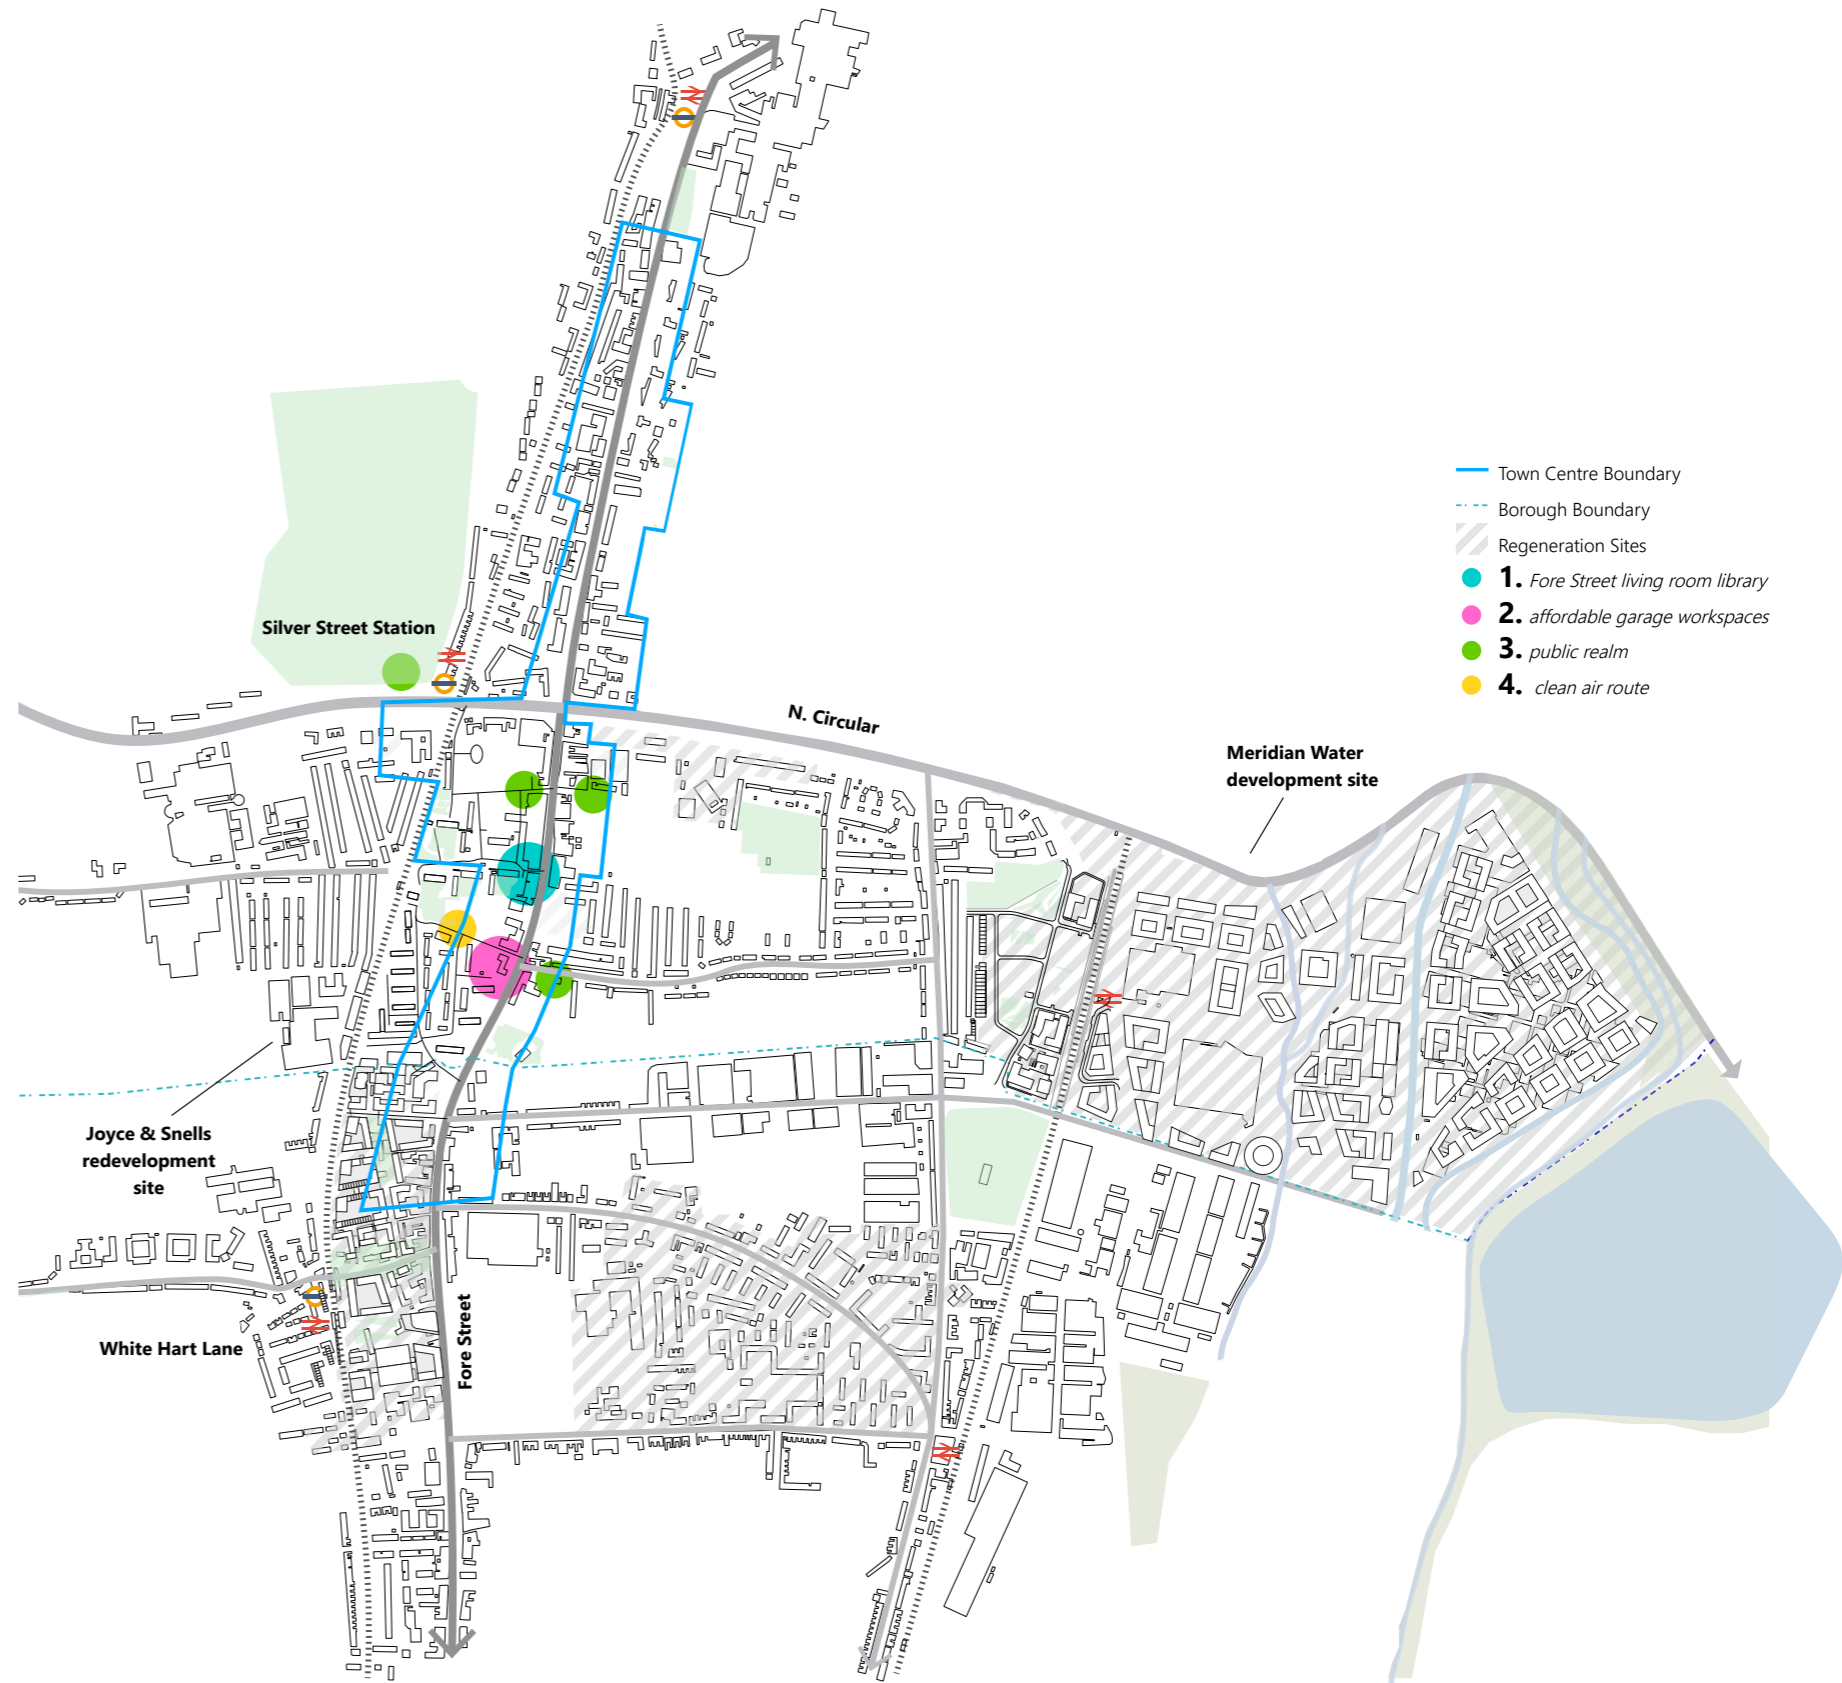 Town Centre Boundary
Borough Boundary
Regeneration Sites
1. Fore Street living room library
2. affordable garage workspaces
3. public realm
4. clean air route
Silver Street Station
N. Circular
Meridian Water
development site
Joyce & Snells
redevelopment
site
White Hart Lane
Fore Street